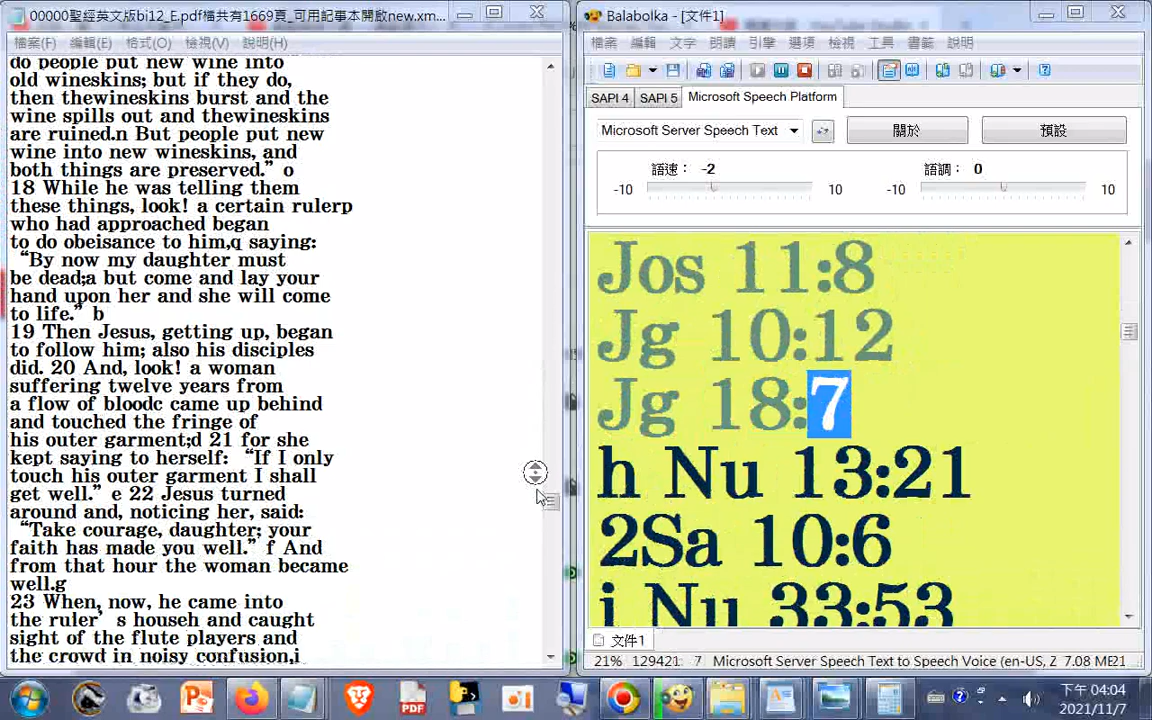 00000聖經英文版bi12_E.pdf檔共有1669頁_可用記事本開啟new.xm...
檔案(F) 編輯(E) 格式(O) 檢視(V) 說明(H)
do people put new wine into
old wineskins; but if they do,
then thewineskins burst and the
wine spills out and thewineskins
are ruined.n But people put new
wine into new wineskins, and
both things are preserved.” o
18 While he was telling them
these things, look! a certain rulerp
who had approached began
to do obeisance to him,q saying:
“By now my daughter must
be dead;a but come and lay your
hand upon her and she will come
to life.” b
19 Then Jesus, getting up, began
to follow him; also his disciples
did. 20 And, look! a woman
suffering twelve years from
a flow of bloodc came up behind
and touched the fringe of
his outer garment;d 21 for she
kept saying to herself: “If I only
touch his outer garment I shall
get well.” e 22 Jesus turned
around and, noticing her, said:
“Take courage, daughter; your
faith has made you well.” f And
from that hour the woman became
well.g
23 When, now, he came into
the ruler’s househ and caught
sight of the flute players and
the crowd in noisy confusion,i
Balabolka - [文件1]
檔案 編輯 文字 朗讀 引擎 選項 檢視 工具 書籤 說明
SAPI 4 SAPI 5 Microsoft Speech Platform
Microsoft Server Speech Text 關於 預設
語速： -2 語調： 0
-10 10 -10 10
Jos 11:8
Jg 10:12
Jg 18:7
h Nu 13:21
2Sa 10:6
i Nu 33:53
文件1
21% 129421 7 Microsoft Server Speech Text to Speech Voice (en-US, Z 7.08 ME21
PDF
下午 04:04
2021/11/7